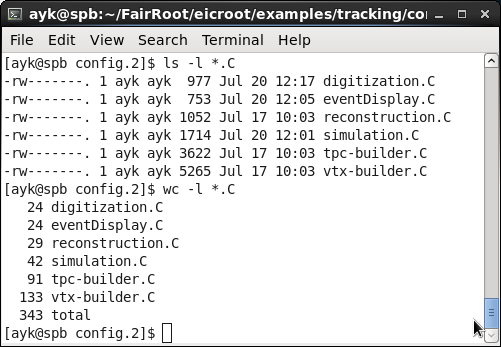 ayk@spb:~/FairRoot/eicroot/examples/tracking/co
File Edit View Search Terminal Help
[ayk@spb config.2]$ ls -l *.C
-rw-------. 1 ayk ayk  977 Jul 20 12:17 digitization.C
-rw-------. 1 ayk ayk  753 Jul 20 12:05 eventDisplay.C
-rw-------. 1 ayk ayk 1052 Jul 17 10:03 reconstruction.C
-rw-------. 1 ayk ayk 1714 Jul 20 12:01 simulation.C
-rw-------. 1 ayk ayk 3622 Jul 17 10:03 tpc-builder.C
-rw-------. 1 ayk ayk 5265 Jul 17 10:03 vtx-builder.C
[ayk@spb config.2]$ wc -l *.C
   24 digitization.C
   24 eventDisplay.C
   29 reconstruction.C
   42 simulation.C
   91 tpc-builder.C
  133 vtx-builder.C
  343 total
[ayk@spb config.2]$